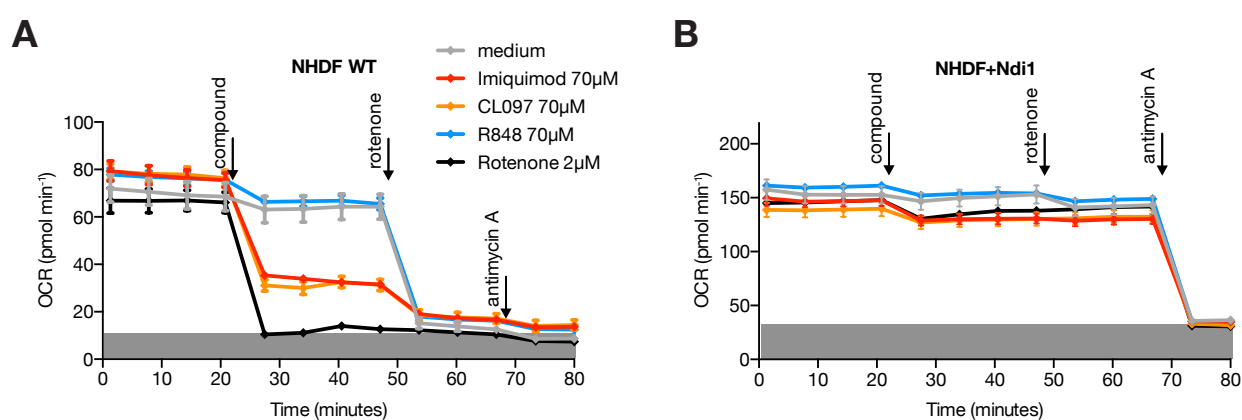 A
NHDF WT
medium
Imiquimod 70µM
CL097 70µM
R848 70µM
Rotenone 2µM
compound
rotenone
antimycin A
OCR (pmol min⁻¹)
100
80
60
40
20
0
0 10 20 30 40 50 60 70 80
Time (minutes)
B
NHDF+Ndi1
compound
rotenone
antimycin A
OCR (pmol min⁻¹)
200
150
100
50
0
0 10 20 30 40 50 60 70 80
Time (minutes)